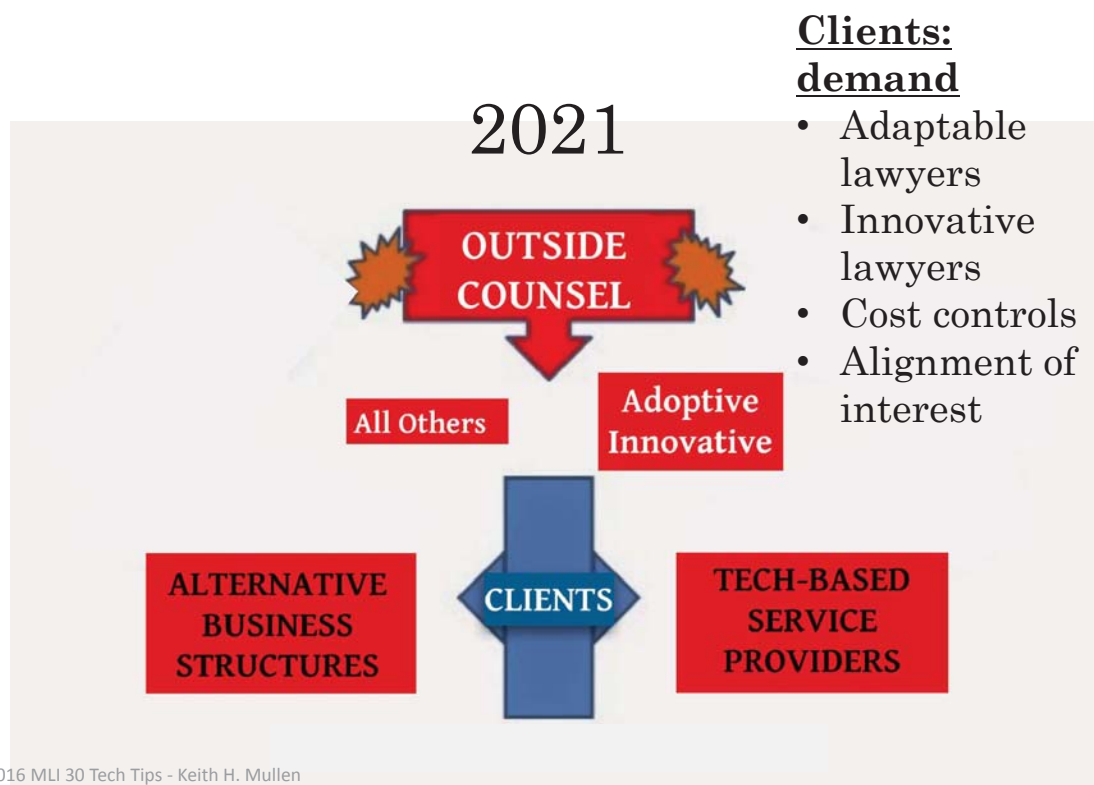 Clients:
demand
• Adaptable
lawyers
• Innovative
lawyers
• Cost controls
• Alignment of
interest
2021
OUTSIDE
COUNSEL
All Others
Adoptive
Innovative
CLIENTS
ALTERNATIVE
BUSINESS
STRUCTURES
TECH-BASED
SERVICE
PROVIDERS
016 MLI 30 Tech Tips - Keith H. Mullen